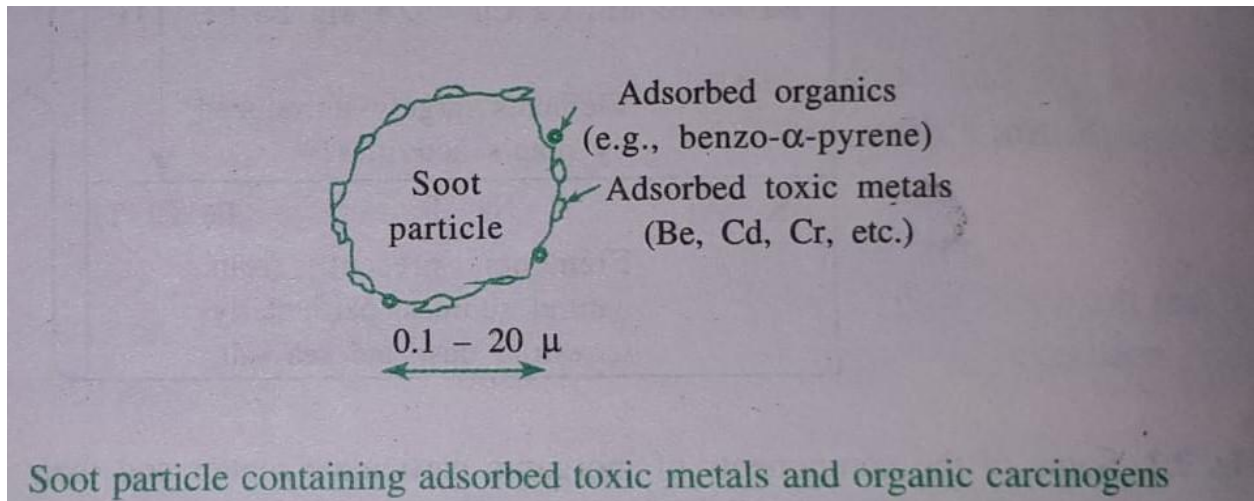 Adsorbed organics
(e.g., benzo-α-pyrene)
Soot
particle
Adsorbed toxic metals
(Be, Cd, Cr, etc.)
0.1 – 20 μ
Soot particle containing adsorbed toxic metals and organic carcinogens